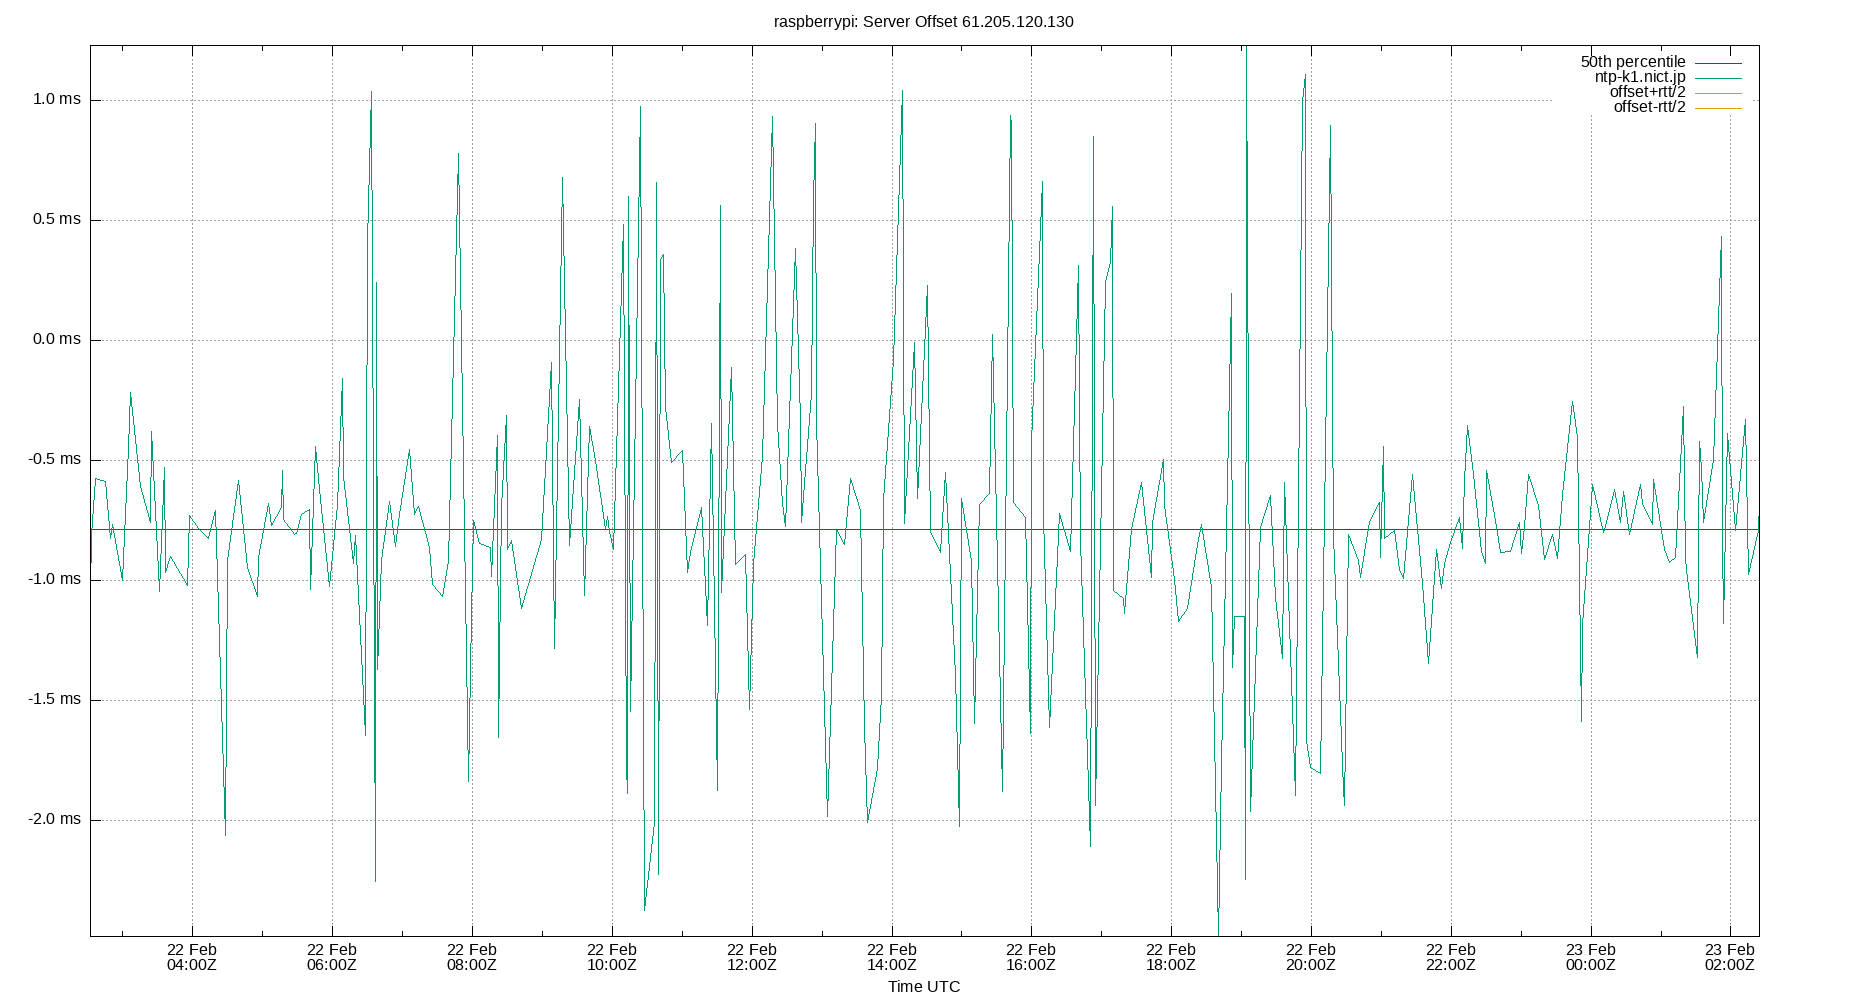 raspberrypi: Server Offset 61.205.120.130
50th percentile
ntp-k1.nict.jp
offset+rtt/2
offset-rtt/2
1.0 ms
0.5 ms
0.0 ms
-0.5 ms
-1.0 ms
-1.5 ms
-2.0 ms
22 Feb 22 Feb 22 Feb 22 Feb 22 Feb 22 Feb 22 Feb 22 Feb 22 Feb 22 Feb 23 Feb 23 Feb
04:00Z 06:00Z 08:00Z 10:00Z 12:00Z 14:00Z 16:00Z 18:00Z 20:00Z 22:00Z 00:00Z 02:00Z
Time UTC